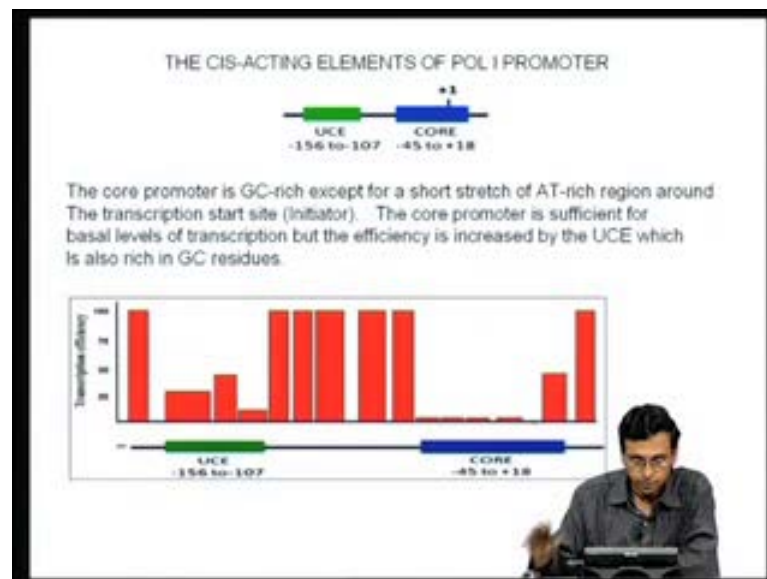 THE CIS-ACTING ELEMENTS OF POL I PROMOTER
+1
UCE CORE
-156 to-107 -45 to +18
The core promoter is GC-rich except for a short stretch of AT-rich region around
The transcription start site (Initiator). The core promoter is sufficient for
basal levels of transcription but the efficiency is increased by the UCE which
Is also rich in GC residues.
Transcription efficiency
100
UCE CORE
-156 to-107 -45 to +18